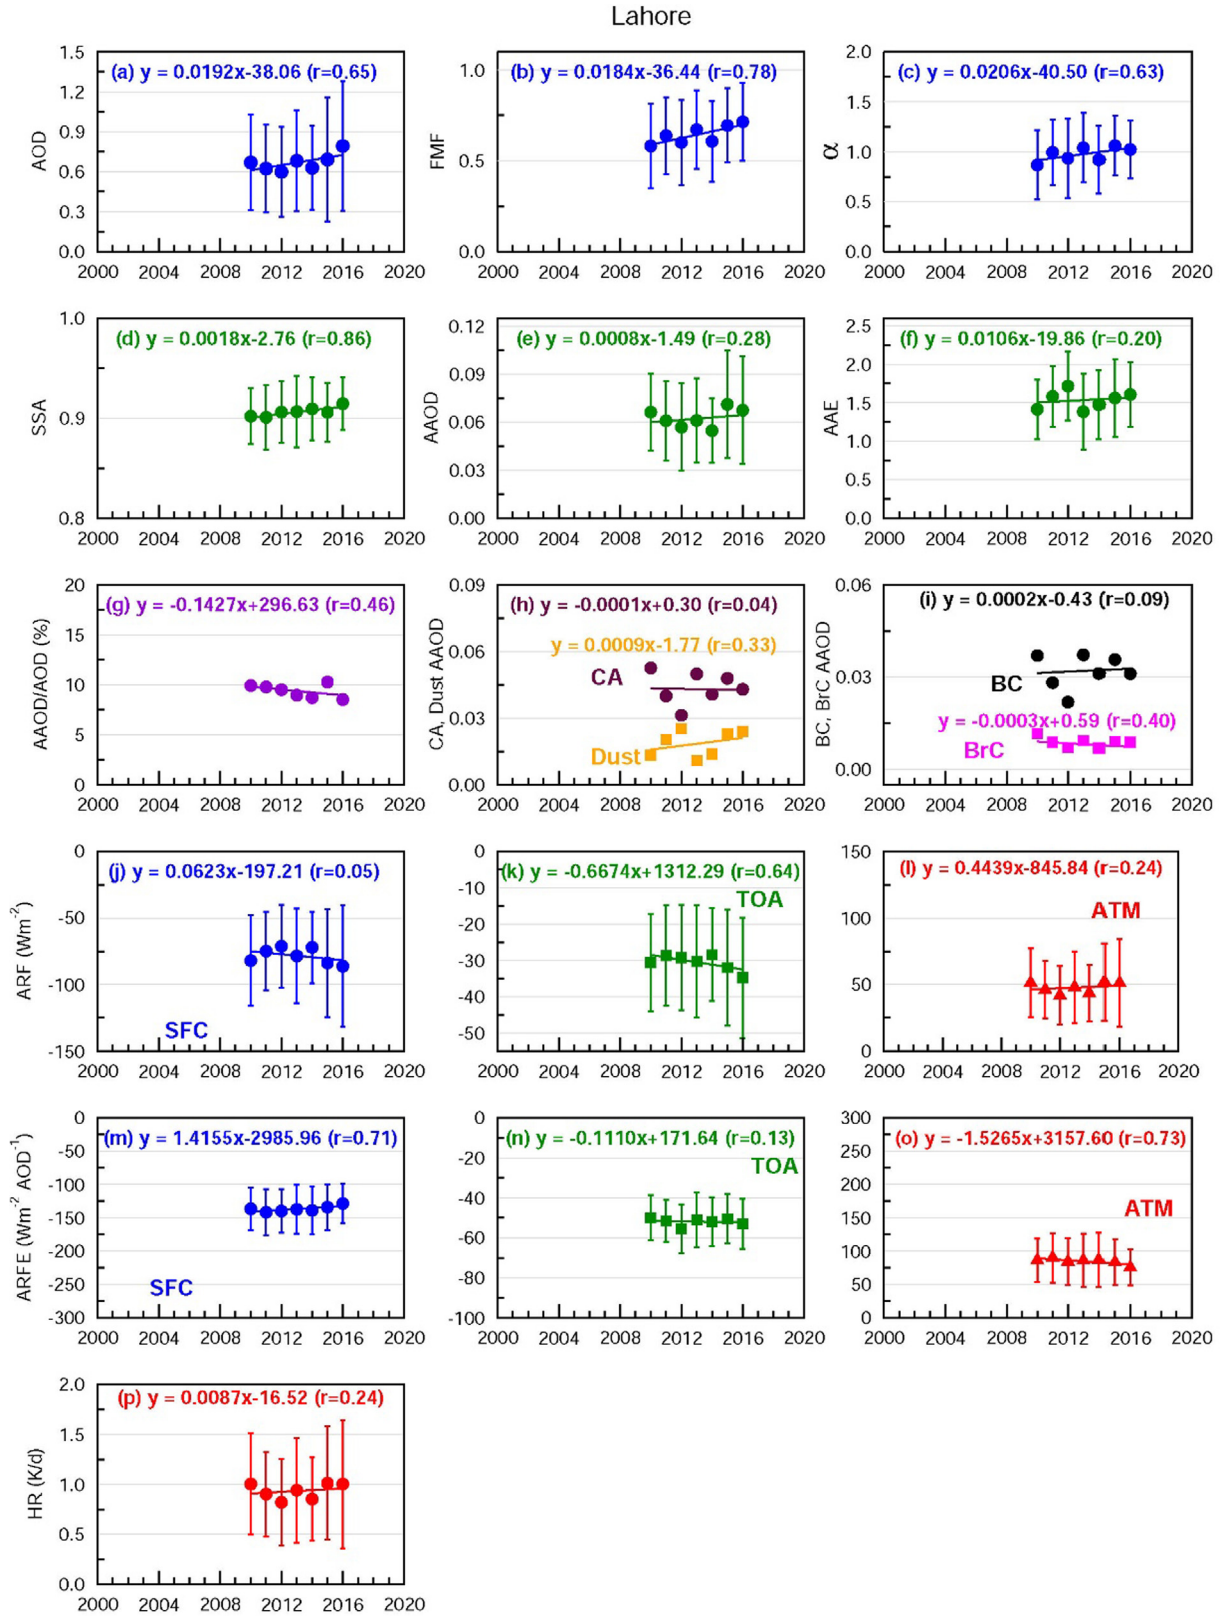 Lahore
(a) y = 0.0192x-38.06 (r=0.65)
AOD
1.5
1.2
0.9
0.6
0.3
0.0
2000 2004 2008 2012 2016 2020
(b) y = 0.0184x-36.44 (r=0.78)
FMF
1.0
0.5
0.0
2000 2004 2008 2012 2016 2020
(c) y = 0.0206x-40.50 (r=0.63)
α
2.0
1.5
1.0
0.5
0.0
2000 2004 2008 2012 2016 2020
(d) y = 0.0018x-2.76 (r=0.86)
SSA
1.0
0.9
0.8
2000 2004 2008 2012 2016 2020
(e) y = 0.0008x-1.49 (r=0.28)
AAOD
0.12
0.09
0.06
0.03
0.00
2000 2004 2008 2012 2016 2020
(f) y = 0.0106x-19.86 (r=0.20)
AAE
2.5
2.0
1.5
1.0
0.5
0.0
2000 2004 2008 2012 2016 2020
(g) y = -0.1427x+296.63 (r=0.46)
AAOD/AOD (%)
20
15
10
5
0
2000 2004 2008 2012 2016 2020
(h) y = -0.0001x+0.30 (r=0.04)
y = 0.0009x-1.77 (r=0.33)
CA
Dust
CA, Dust AAOD
0.09
0.06
0.03
0.00
2000 2004 2008 2012 2016 2020
(i) y = 0.0002x-0.43 (r=0.09)
BC
y = -0.0003x+0.59 (r=0.40)
BrC
BC, BrC AAOD
0.06
0.03
0.00
2000 2004 2008 2012 2016 2020
(j) y = 0.0623x-197.21 (r=0.05)
SFC
ARF (Wm-2)
0
-50
-100
-150
2000 2004 2008 2012 2016 2020
(k) y = -0.6674x+1312.29 (r=0.64)
TOA
0
-10
-20
-30
-40
-50
2000 2004 2008 2012 2016 2020
(l) y = 0.4439x-845.84 (r=0.24)
ATM
150
100
50
0
2000 2004 2008 2012 2016 2020
(m) y = 1.4155x-2985.96 (r=0.71)
SFC
ARFE (Wm-2 AOD-1)
0
-50
-100
-150
-200
-250
-300
2000 2004 2008 2012 2016 2020
(n) y = -0.1110x+171.64 (r=0.13)
TOA
0
-20
-40
-60
-80
-100
2000 2004 2008 2012 2016 2020
(o) y = -1.5265x+3157.60 (r=0.73)
ATM
300
250
200
150
100
50
0
2000 2004 2008 2012 2016 2020
(p) y = 0.0087x-16.52 (r=0.24)
HR (K/d)
2.0
1.5
1.0
0.5
0.0
2000 2004 2008 2012 2016 2020